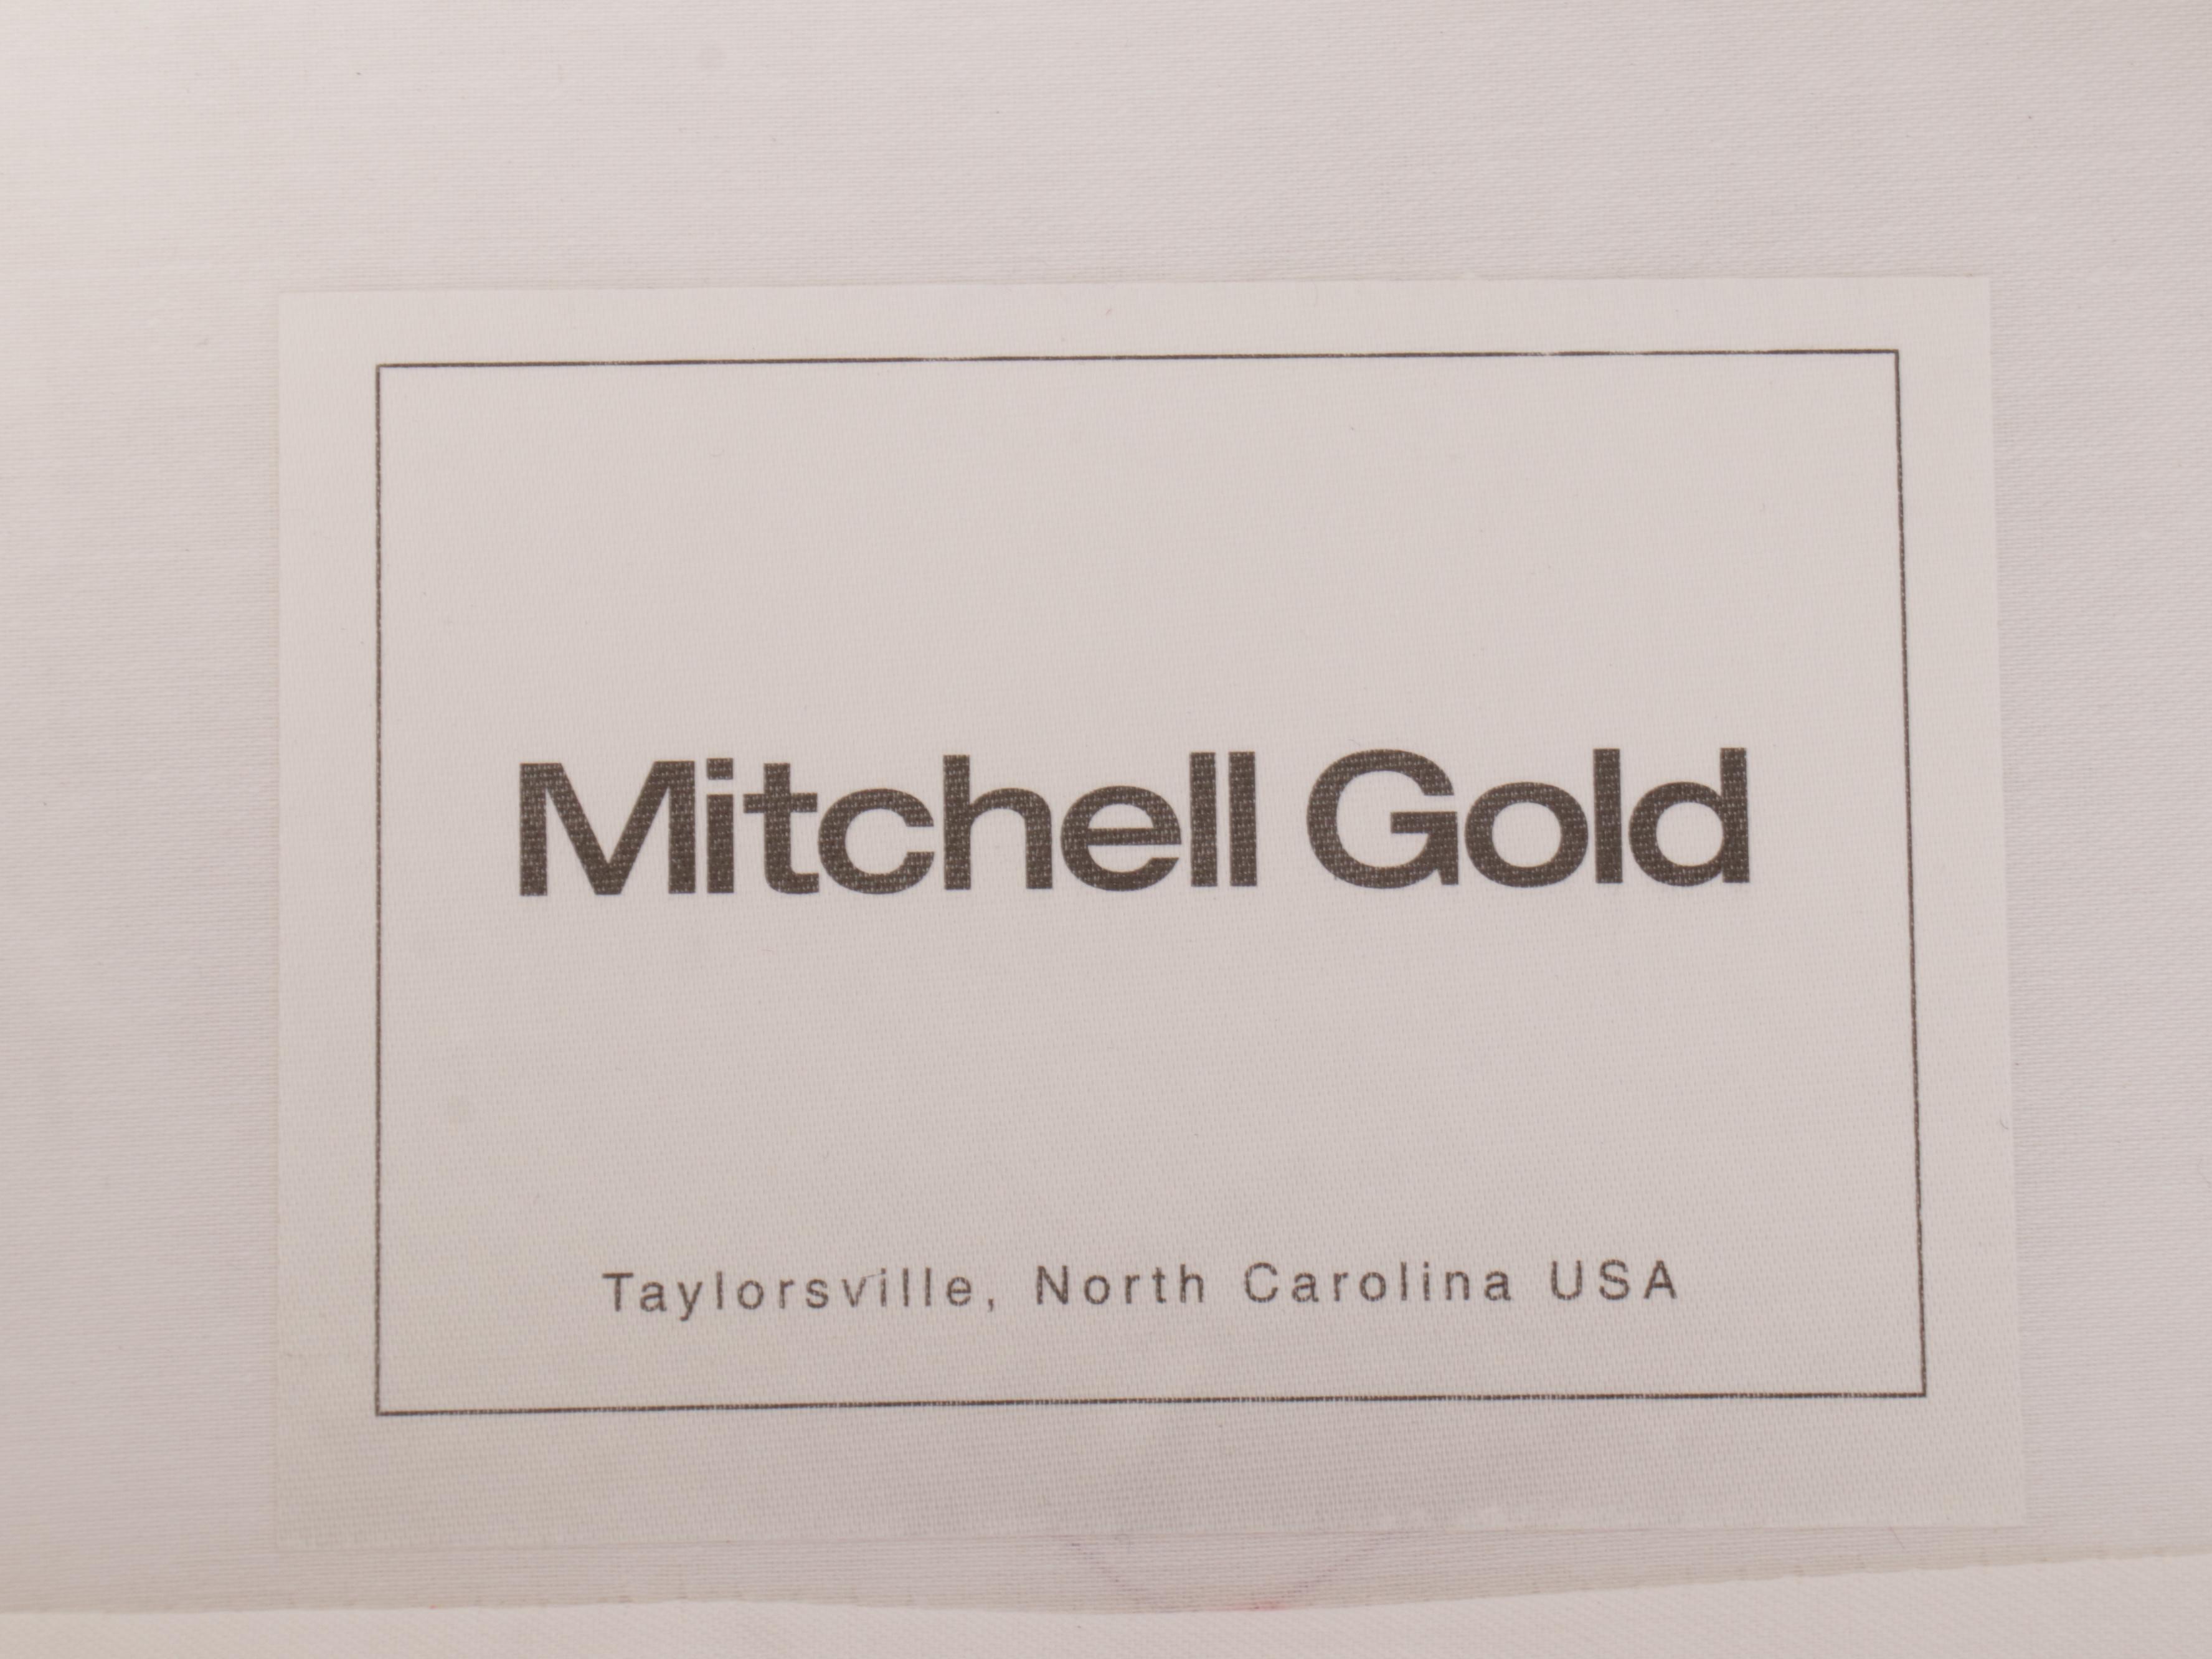 Mitchell Gold
Taylorsville, North Carolina USA